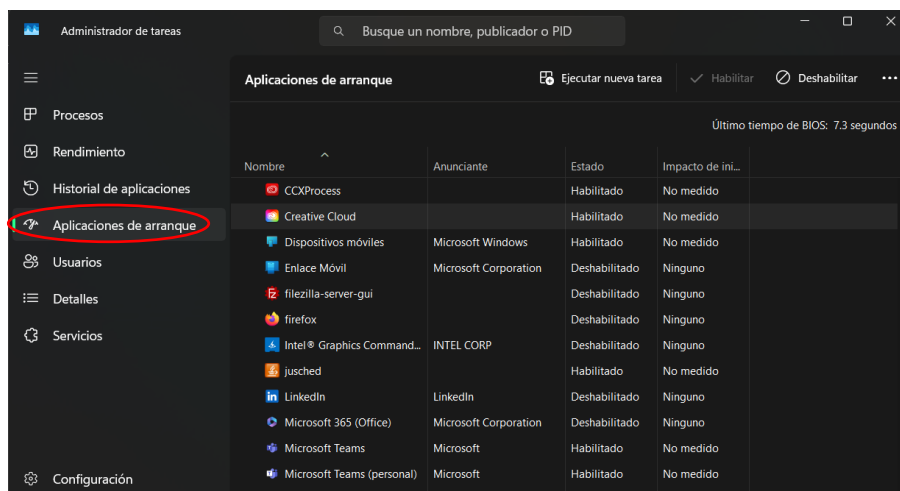 Administrador de tareas
Busque un nombre, publicador o PID
Aplicaciones de arranque
Ejecutar nueva tarea
Habilitar
Deshabilitar
Procesos
Rendimiento
Historial de aplicaciones
Aplicaciones de arranque
Usuarios
Detalles
Servicios
Configuración
Último tiempo de BIOS: 7.3 segundos
Nombre Anunciante Estado Impacto de ini...
CCXProcess Habilitado No medido
Creative Cloud Habilitado No medido
Dispositivos móviles Microsoft Windows Habilitado No medido
Enlace Móvil Microsoft Corporation Deshabilitado Ninguno
filezilla-server-gui Deshabilitado Ninguno
firefox Deshabilitado Ninguno
Intel® Graphics Command... INTEL CORP Deshabilitado Ninguno
jusched Habilitado No medido
LinkedIn LinkedIn Deshabilitado Ninguno
Microsoft 365 (Office) Microsoft Corporation Deshabilitado Ninguno
Microsoft Teams Microsoft Habilitado No medido
Microsoft Teams (personal) Microsoft Habilitado No medido